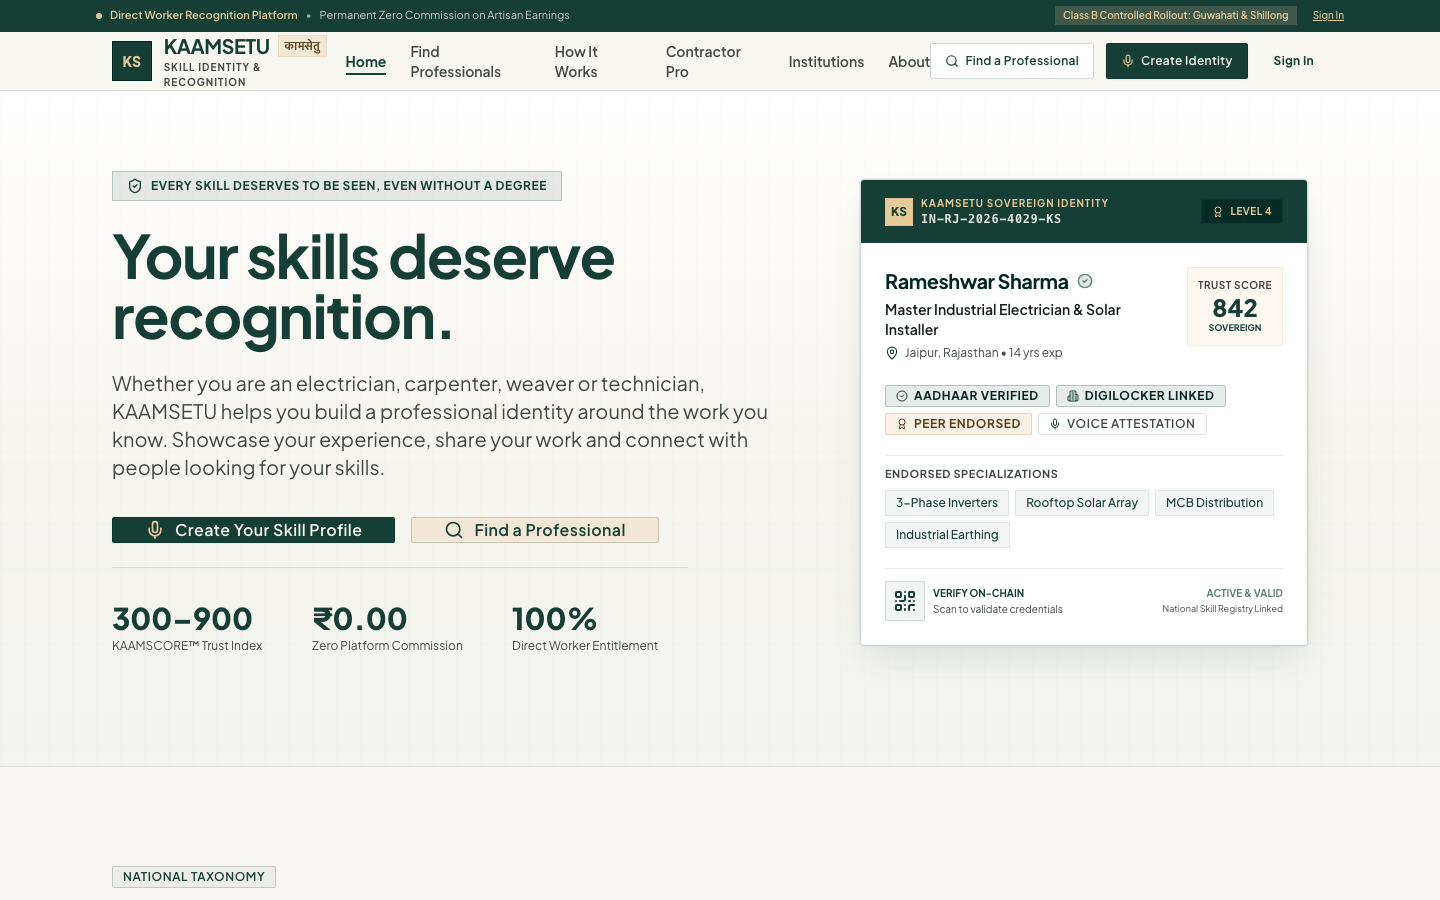 Direct Worker Recognition Platform • Permanent Zero Commission on Artisan Earnings
Class B Controlled Rollout: Guwahati & Shillong
Sign In
KS
KAAMSETU कामसेतु
SKILL IDENTITY &
RECOGNITION
Home
Find
Professionals
How It
Works
Contractor
Pro
Institutions
About
Find a Professional
Create Identity
Sign In
EVERY SKILL DESERVES TO BE SEEN, EVEN WITHOUT A DEGREE
Your skills deserve
recognition.
Whether you are an electrician, carpenter, weaver or technician,
KAAMSETU helps you build a professional identity around the work you
know. Showcase your experience, share your work and connect with
people looking for your skills.
Create Your Skill Profile
Find a Professional
300–900
KAAMSCORE™ Trust Index
₹0.00
Zero Platform Commission
100%
Direct Worker Entitlement
KS
KAAMSETU SOVEREIGN IDENTITY
IN-RJ-2026-4029-KS
LEVEL 4
Rameshwar Sharma
Master Industrial Electrician & Solar
Installer
Jaipur, Rajasthan • 14 yrs exp
TRUST SCORE
842
SOVEREIGN
AADHAAR VERIFIED
DIGILOCKER LINKED
PEER ENDORSED
VOICE ATTESTATION
ENDORSED SPECIALIZATIONS
3-Phase Inverters
Rooftop Solar Array
MCB Distribution
Industrial Earthing
VERIFY ON-CHAIN
Scan to validate credentials
ACTIVE & VALID
National Skill Registry Linked
NATIONAL TAXONOMY